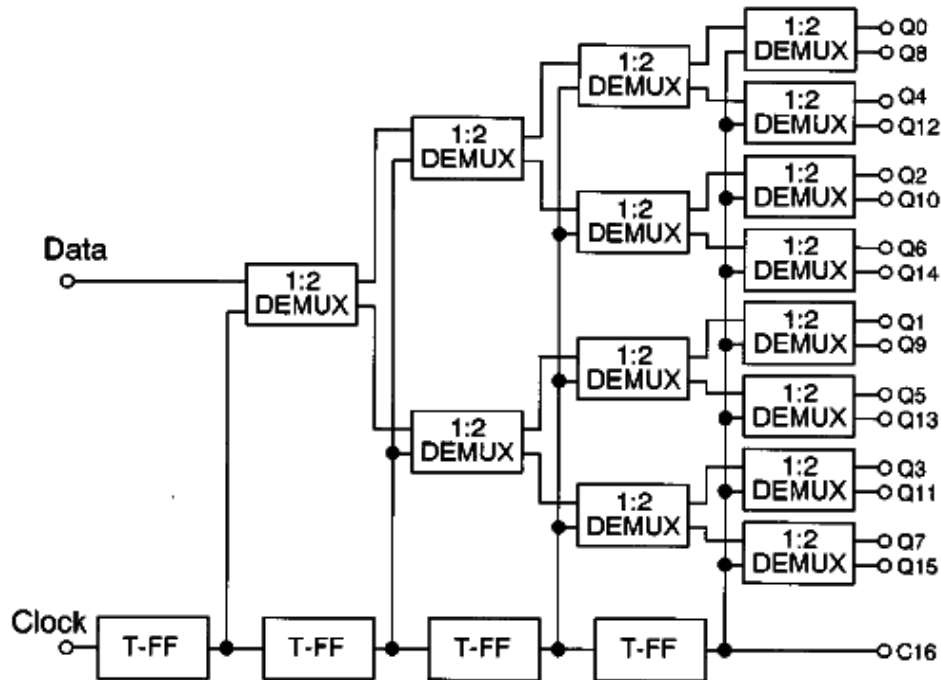 1:2
DEMUX
Q0
Q8
1:2
DEMUX
1:2
DEMUX
Q4
Q12
1:2
DEMUX
1:2
DEMUX
Q2
Q10
1:2
DEMUX
1:2
DEMUX
Q6
Q14
Data
1:2
DEMUX
1:2
DEMUX
Q1
Q9
1:2
DEMUX
1:2
DEMUX
Q5
Q13
1:2
DEMUX
1:2
DEMUX
Q3
Q11
1:2
DEMUX
1:2
DEMUX
Q7
Q15
Clock
T-FF
T-FF
T-FF
T-FF
C16